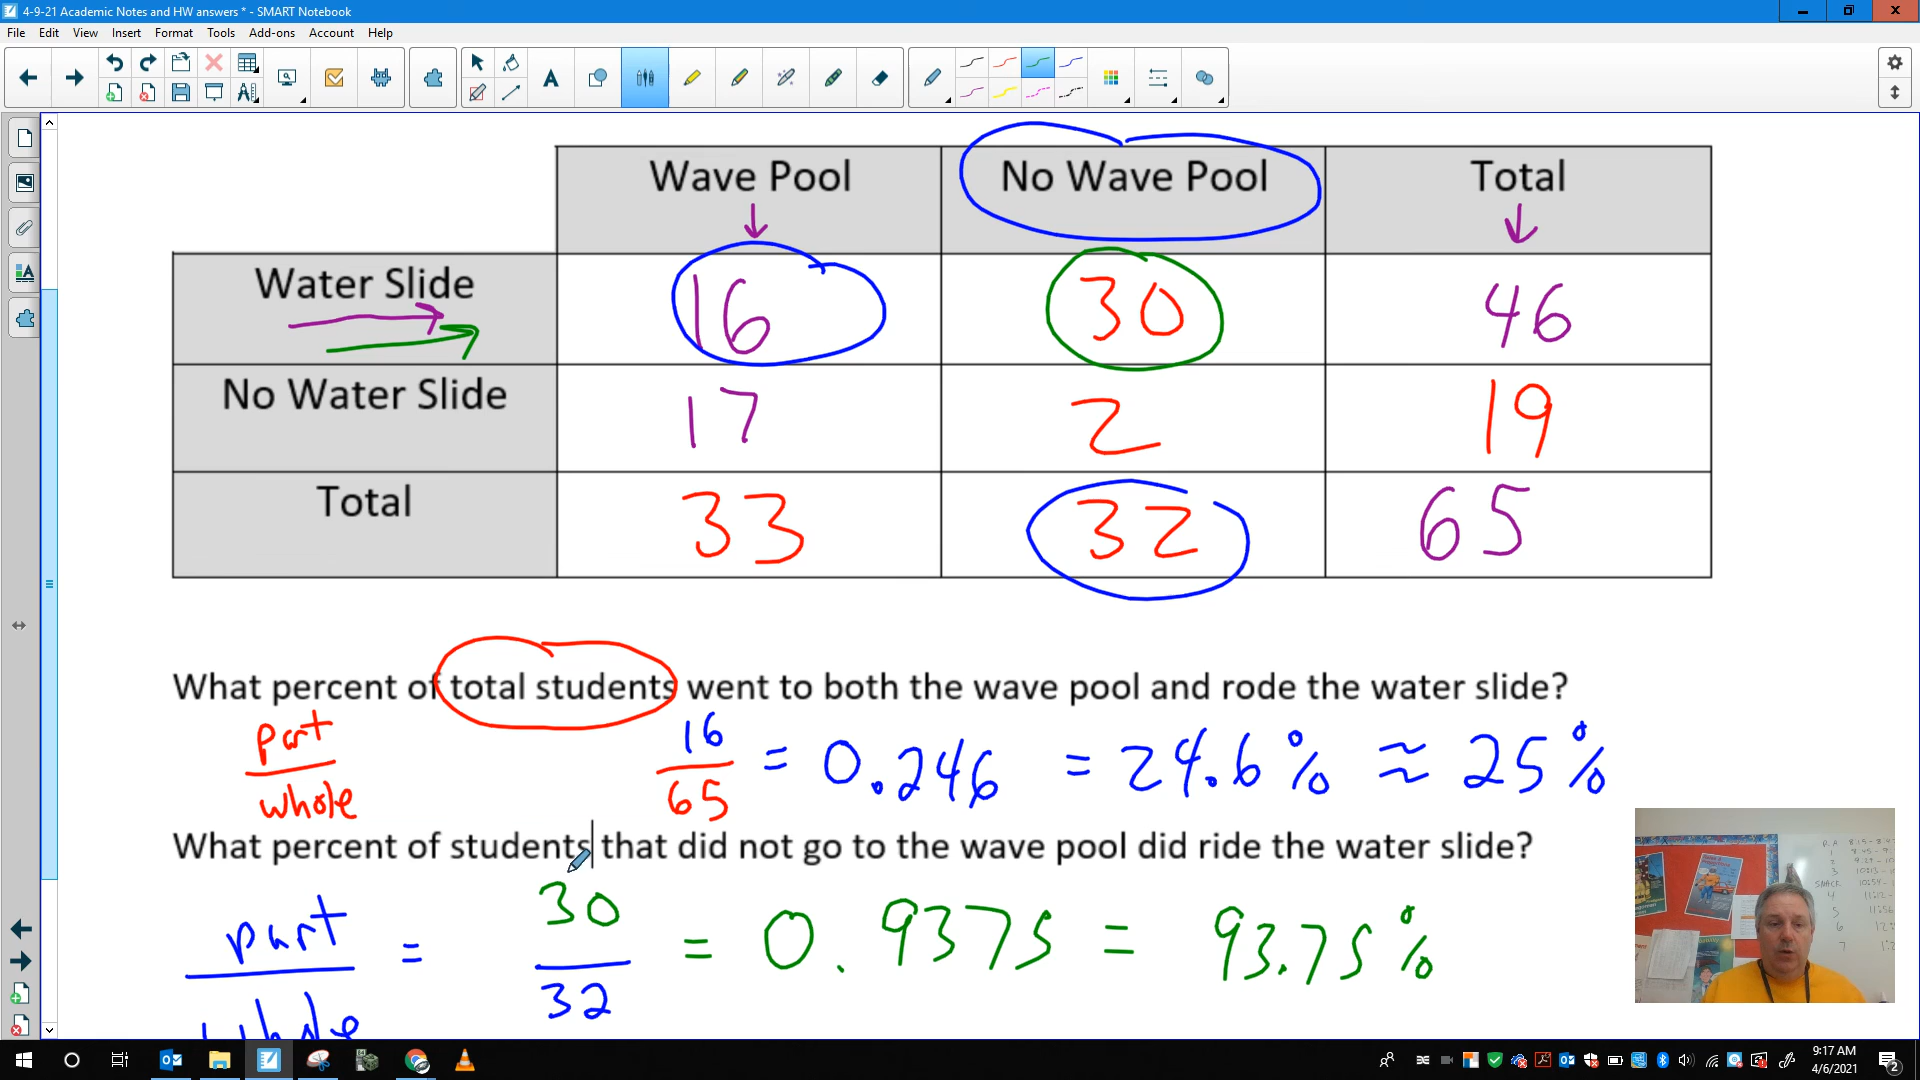 4-9-21 Academic Notes and HW answers * - SMART Notebook
File Edit View Insert Format Tools Add-ons Account Help
Wave Pool No Wave Pool Total
Water Slide 16 30 46
No Water Slide 17 2 19
Total 33 32 65
What percent of total students went to both the wave pool and rode the water slide?
part
whole
16
65
= 0.246 = 24.6% ≈ 25%
What percent of students that did not go to the wave pool did ride the water slide?
part
whole
=
30
32
= 0.9375 = 93.75%
9:17 AM
4/6/2021
2